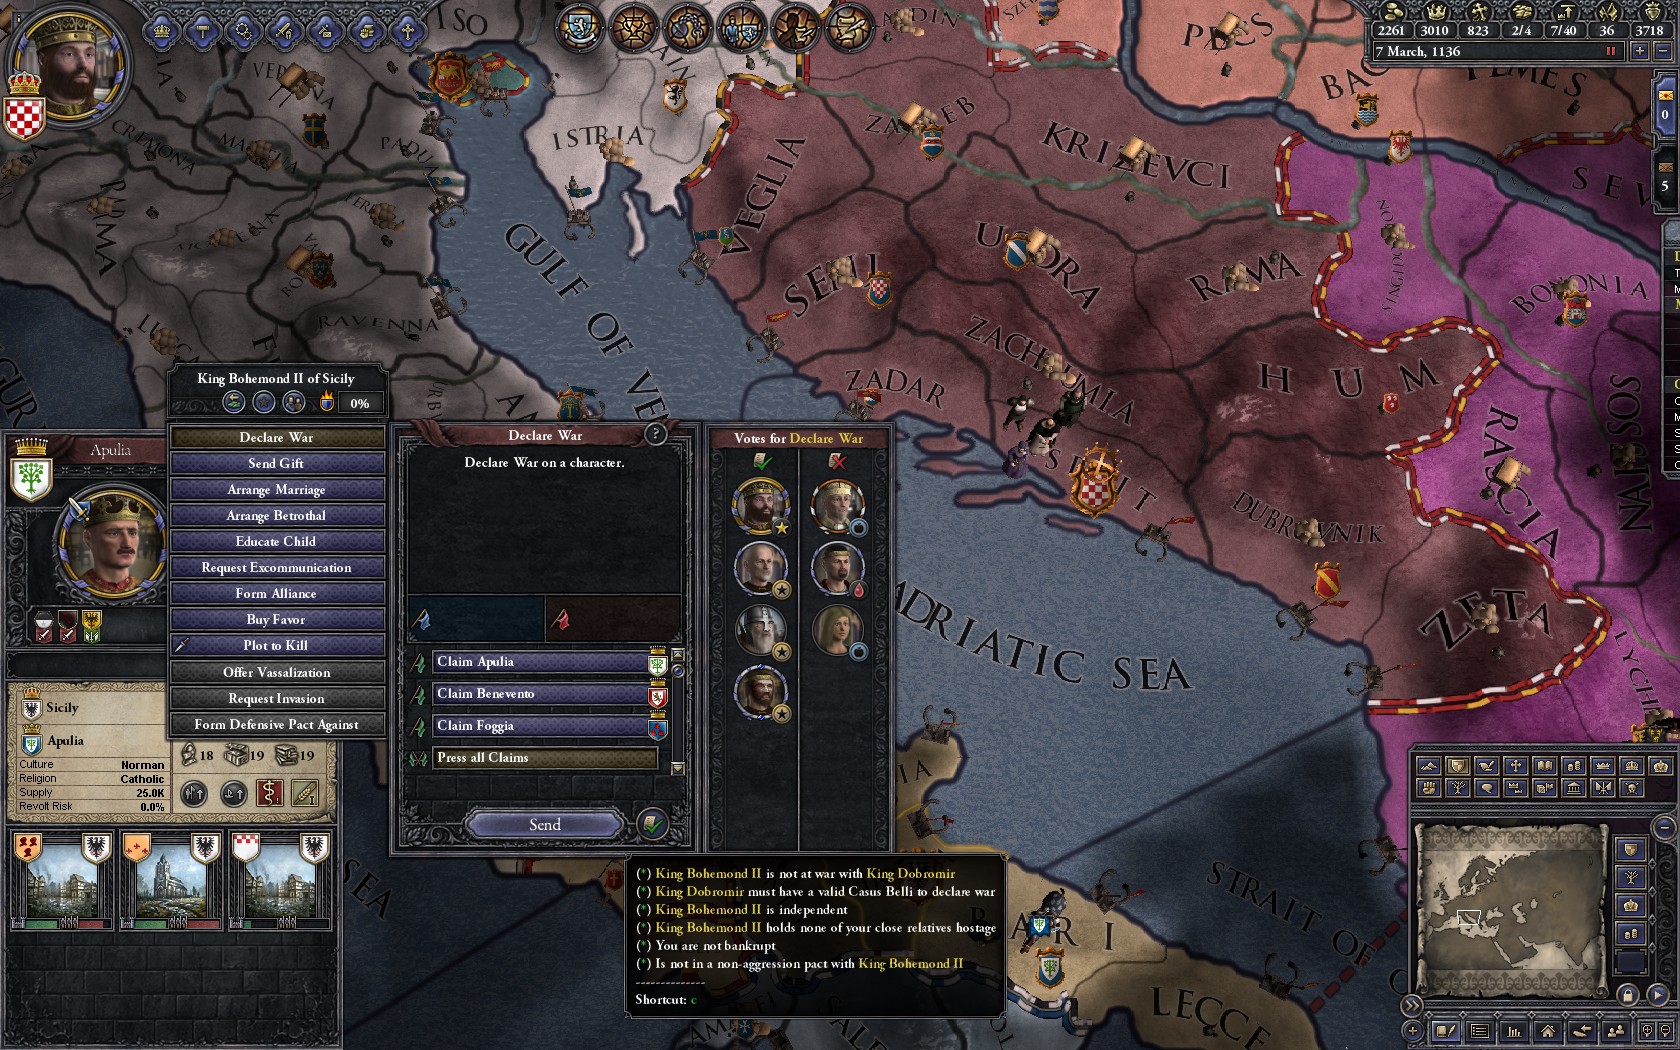 2261 3010 823 2/4 7/40 36 3718
7 March, 1136
0
5
ISTRIA
VEGLIA
KRIZEVCI
USORA
RAMA
ZACHUMIA
HUM
ZADAR
SPLIT
DUBROVNIK
ZETA
RASCIA
NAISSOS
PARMA
CREMONA
RAVENNA
GULF OF VE
ADRIATIC SEA
STRAIT OF
BARI
LECCE
SEA
King Bohemond II of Sicily
0%
Declare War
Send Gift
Arrange Marriage
Arrange Betrothal
Educate Child
Request Excommunication
Form Alliance
Buy Favor
Plot to Kill
Offer Vassalization
Request Invasion
Form Defensive Pact Against
Apulia
Sicily
Apulia
Culture Norman
Religion Catholic
Supply 25.0K
Revolt Risk 0.0%
18 19 19
Declare War
?
Declare War on a character.
Claim Apulia
Claim Benevento
Claim Foggia
Press all Claims
Send
Votes for Declare War
(*) King Bohemond II is not at war with King Dobromir
(*) King Dobromir must have a valid Casus Belli to declare war
(*) King Bohemond II is independent
(*) King Bohemond II holds none of your close relatives hostage
(*) You are not bankrupt
(*) Is not in a non-aggression pact with King Bohemond II
--------------
Shortcut: c